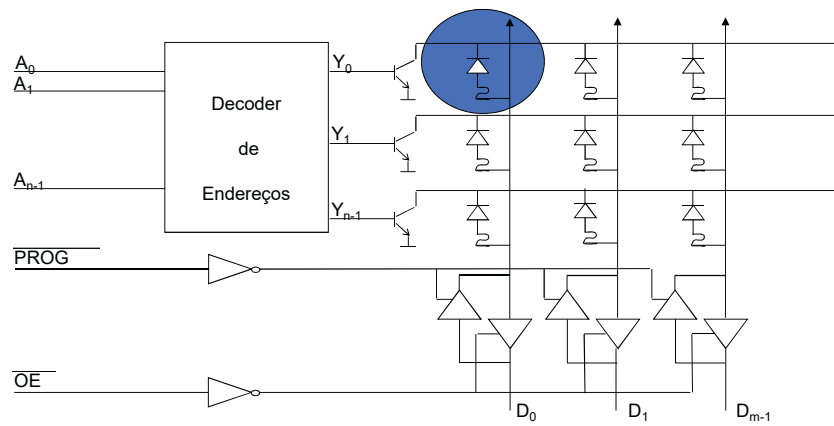 A0
A1
An-1
Decoder
de
Endereços
Y0
Y1
Yn-1
PROG
OE
D0
D1
Dm-1